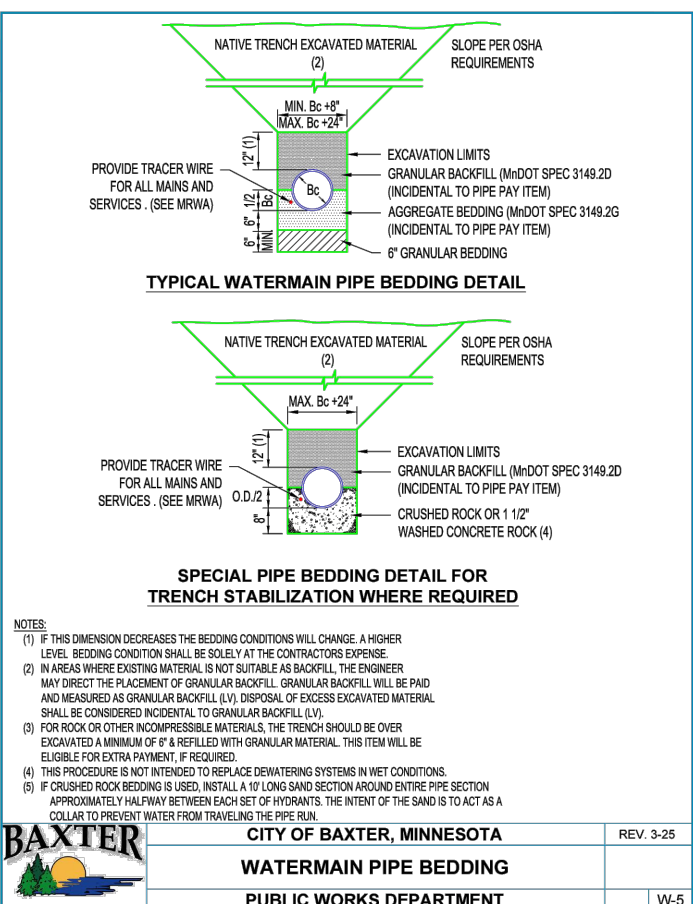 NATIVE TRENCH EXCAVATED MATERIAL
(2)
SLOPE PER OSHA
REQUIREMENTS
MIN. Bc +8"
MAX. Bc +24"
12" (1)
Bc
1/2
Bc
6"
6"
MIN.
PROVIDE TRACER WIRE
FOR ALL MAINS AND
SERVICES . (SEE MRWA)
EXCAVATION LIMITS
GRANULAR BACKFILL (MnDOT SPEC 3149.2D
(INCIDENTAL TO PIPE PAY ITEM)
AGGREGATE BEDDING (MnDOT SPEC 3149.2G
(INCIDENTAL TO PIPE PAY ITEM)
6" GRANULAR BEDDING
TYPICAL WATERMAIN PIPE BEDDING DETAIL
NATIVE TRENCH EXCAVATED MATERIAL
(2)
SLOPE PER OSHA
REQUIREMENTS
MAX. Bc +24"
12" (1)
PROVIDE TRACER WIRE
FOR ALL MAINS AND
SERVICES . (SEE MRWA)
O.D./2
8"
EXCAVATION LIMITS
GRANULAR BACKFILL (MnDOT SPEC 3149.2D
(INCIDENTAL TO PIPE PAY ITEM)
CRUSHED ROCK OR 1 1/2"
WASHED CONCRETE ROCK (4)
SPECIAL PIPE BEDDING DETAIL FOR
TRENCH STABILIZATION WHERE REQUIRED
NOTES:
(1) IF THIS DIMENSION DECREASES THE BEDDING CONDITIONS WILL CHANGE. A HIGHER
LEVEL BEDDING CONDITION SHALL BE SOLELY AT THE CONTRACTORS EXPENSE.
(2) IN AREAS WHERE EXISTING MATERIAL IS NOT SUITABLE AS BACKFILL, THE ENGINEER
MAY DIRECT THE PLACEMENT OF GRANULAR BACKFILL. GRANULAR BACKFILL WILL BE PAID
AND MEASURED AS GRANULAR BACKFILL (LV). DISPOSAL OF EXCESS EXCAVATED MATERIAL
SHALL BE CONSIDERED INCIDENTAL TO GRANULAR BACKFILL (LV).
(3) FOR ROCK OR OTHER INCOMPRESSIBLE MATERIALS, THE TRENCH SHOULD BE OVER
EXCAVATED A MINIMUM OF 6" & REFILLED WITH GRANULAR MATERIAL. THIS ITEM WILL BE
ELIGIBLE FOR EXTRA PAYMENT, IF REQUIRED.
(4) THIS PROCEDURE IS NOT INTENDED TO REPLACE DEWATERING SYSTEMS IN WET CONDITIONS.
(5) IF CRUSHED ROCK BEDDING IS USED, INSTALL A 10' LONG SAND SECTION AROUND ENTIRE PIPE SECTION
APPROXIMATELY HALFWAY BETWEEN EACH SET OF HYDRANTS. THE INTENT OF THE SAND IS TO ACT AS A
COLLAR TO PREVENT WATER FROM TRAVELING THE PIPE RUN.
BAXTER
CITY OF BAXTER, MINNESOTA
REV. 3-25
WATERMAIN PIPE BEDDING
PUBLIC WORKS DEPARTMENT
W-5